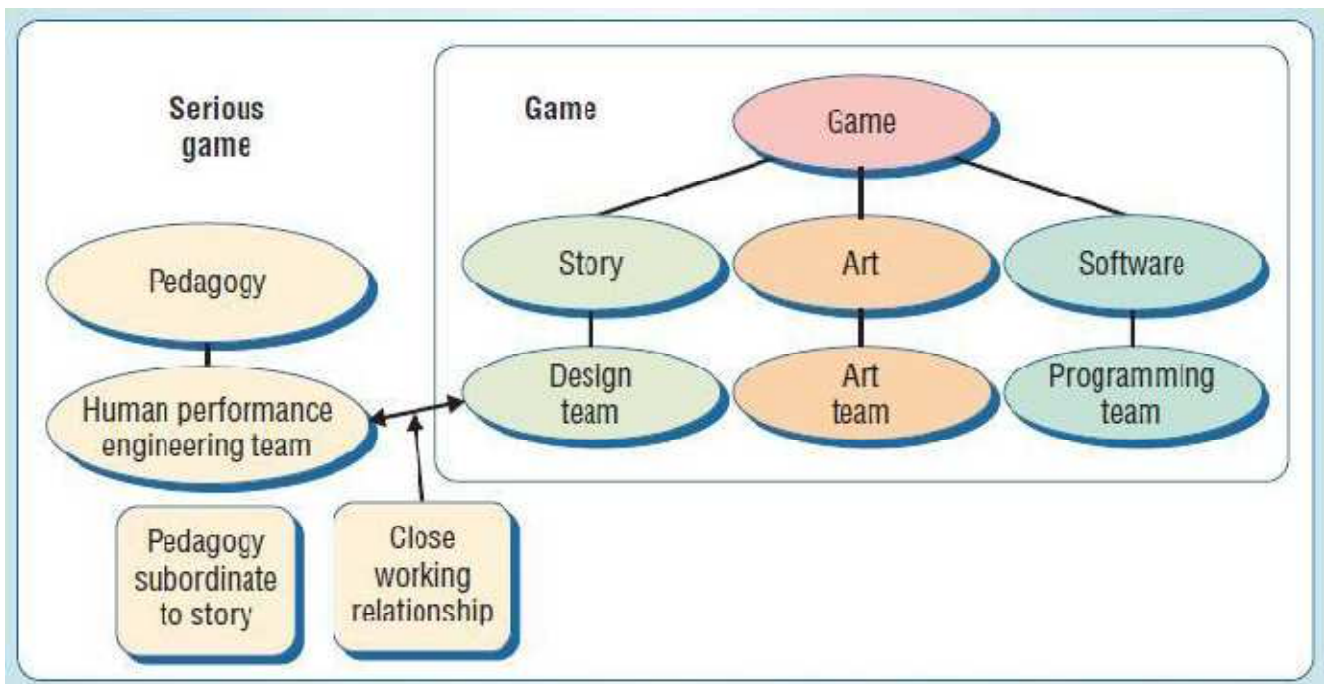 Serious
game
Game
Game
Pedagogy
Story
Art
Software
Human performance
engineering team
Design
team
Art
team
Programming
team
Pedagogy
subordinate
to story
Close
working
relationship